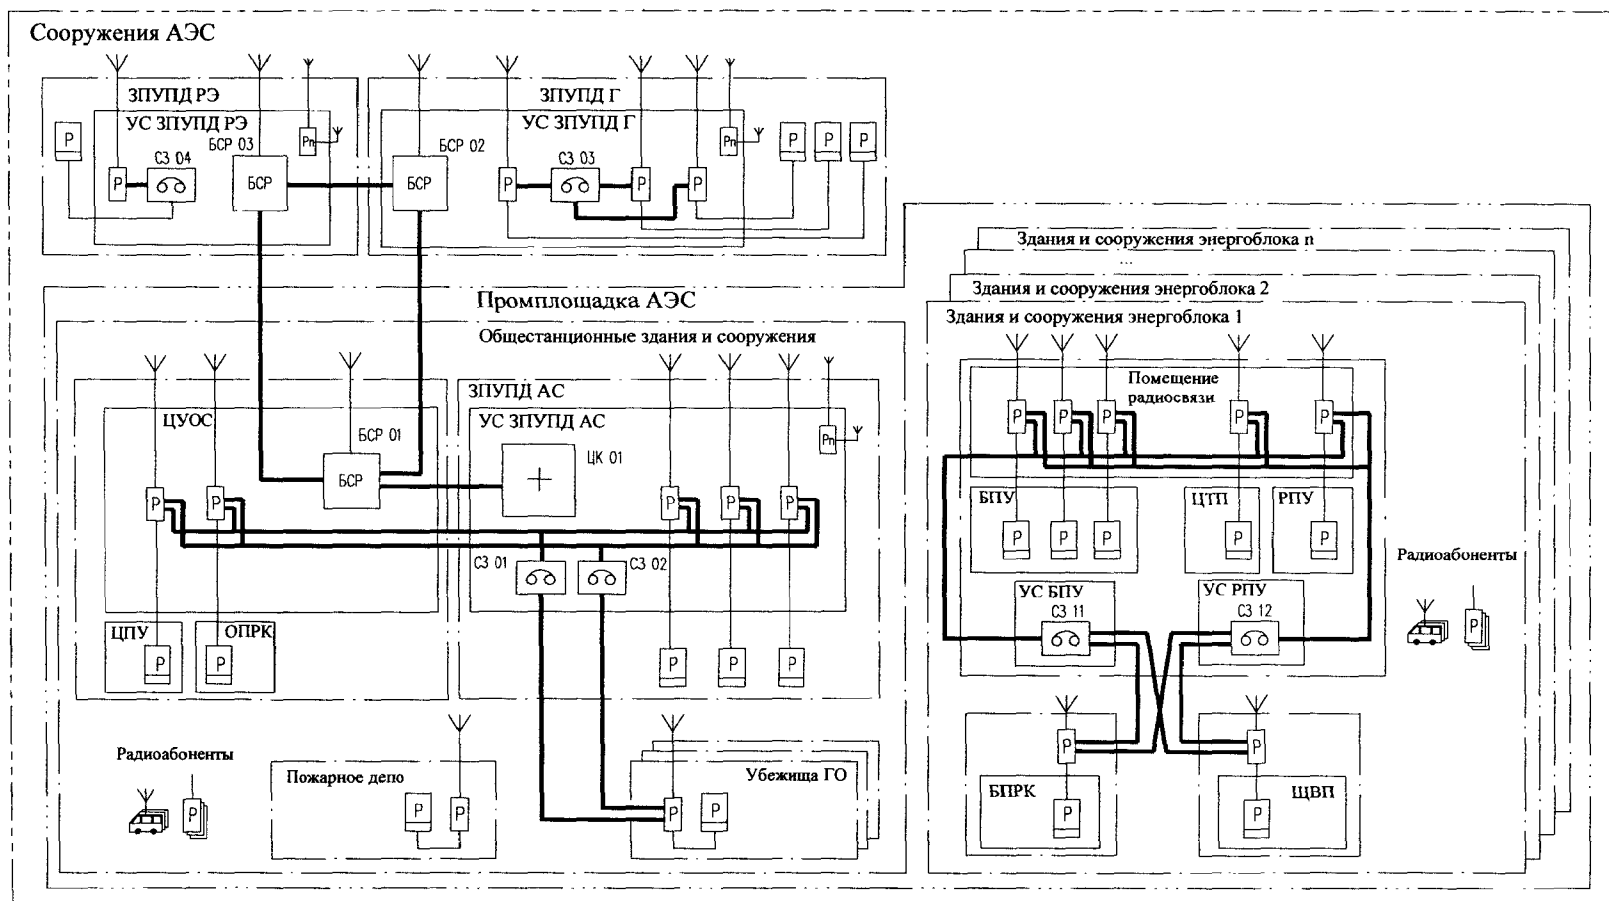 Сооружения АЭС
ЗПУПД РЭ
УС ЗПУПД РЭ
Р
СЗ 04
Р
БСР 03
БСР
Рп
ЗПУПД Г
УС ЗПУПД Г
БСР 02
БСР
Р
СЗ 03
Р
Р
Рп
Р
Р
Р
Промплощадка АЭС
Общестанционные здания и сооружения
ЦУОС
БСР 01
БСР
Р
Р
ЦПУ
Р
ОПРК
Р
ЗПУПД АС
УС ЗПУПД АС
ЦК 01
Рп
Р
Р
Р
СЗ 01
СЗ 02
Р
Р
Р
Радиоабоненты
Р
Пожарное депо
Р
Р
Убежища ГО
Р
Р
Здания и сооружения энергоблока n
...
Здания и сооружения энергоблока 2
Здания и сооружения энергоблока 1
Помещение
радиосвязи
Р
Р
Р
Р
Р
БПУ
Р
Р
Р
ЦТП
Р
РПУ
Р
УС БПУ
СЗ 11
УС РПУ
СЗ 12
Радиоабоненты
Р
Р
БПРК
Р
Р
ЩВП
Р